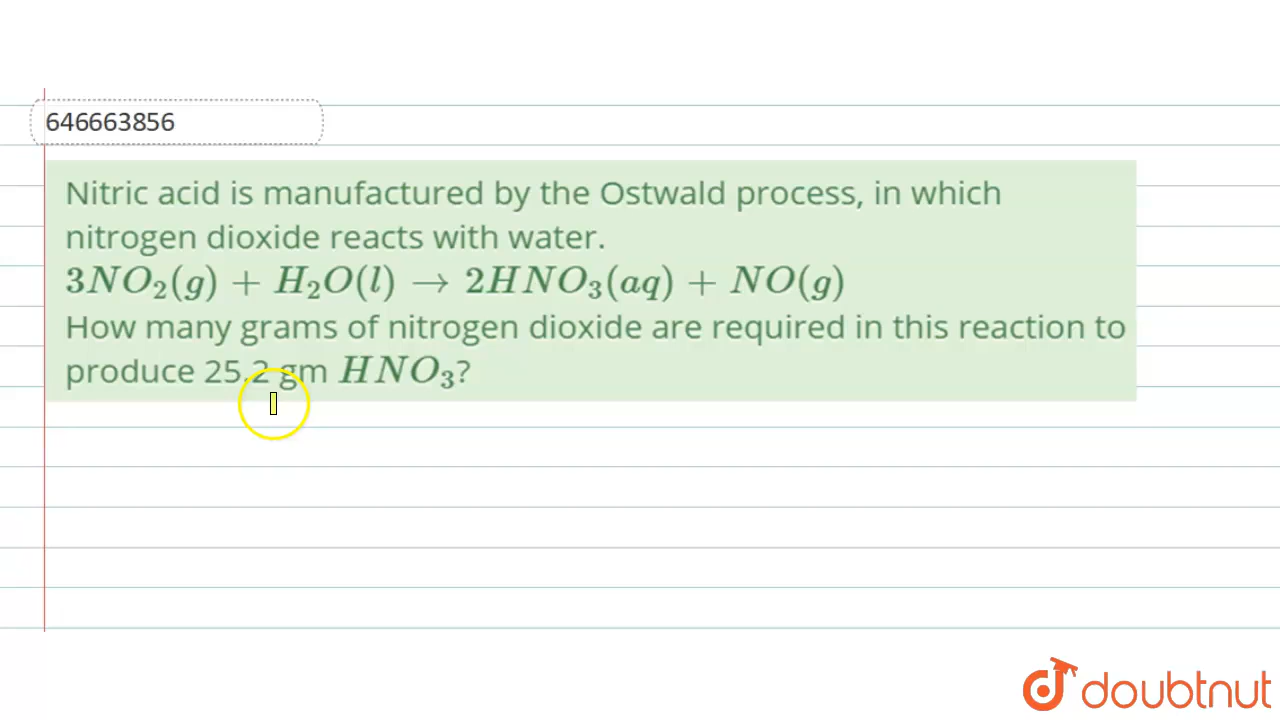 646663856
Nitric acid is manufactured by the Ostwald process, in which
nitrogen dioxide reacts with water.
3NO₂(g) + H₂O(l) → 2HNO₃(aq) + NO(g)
How many grams of nitrogen dioxide are required in this reaction to
produce 25.2 gm HNO₃?
doubtnut